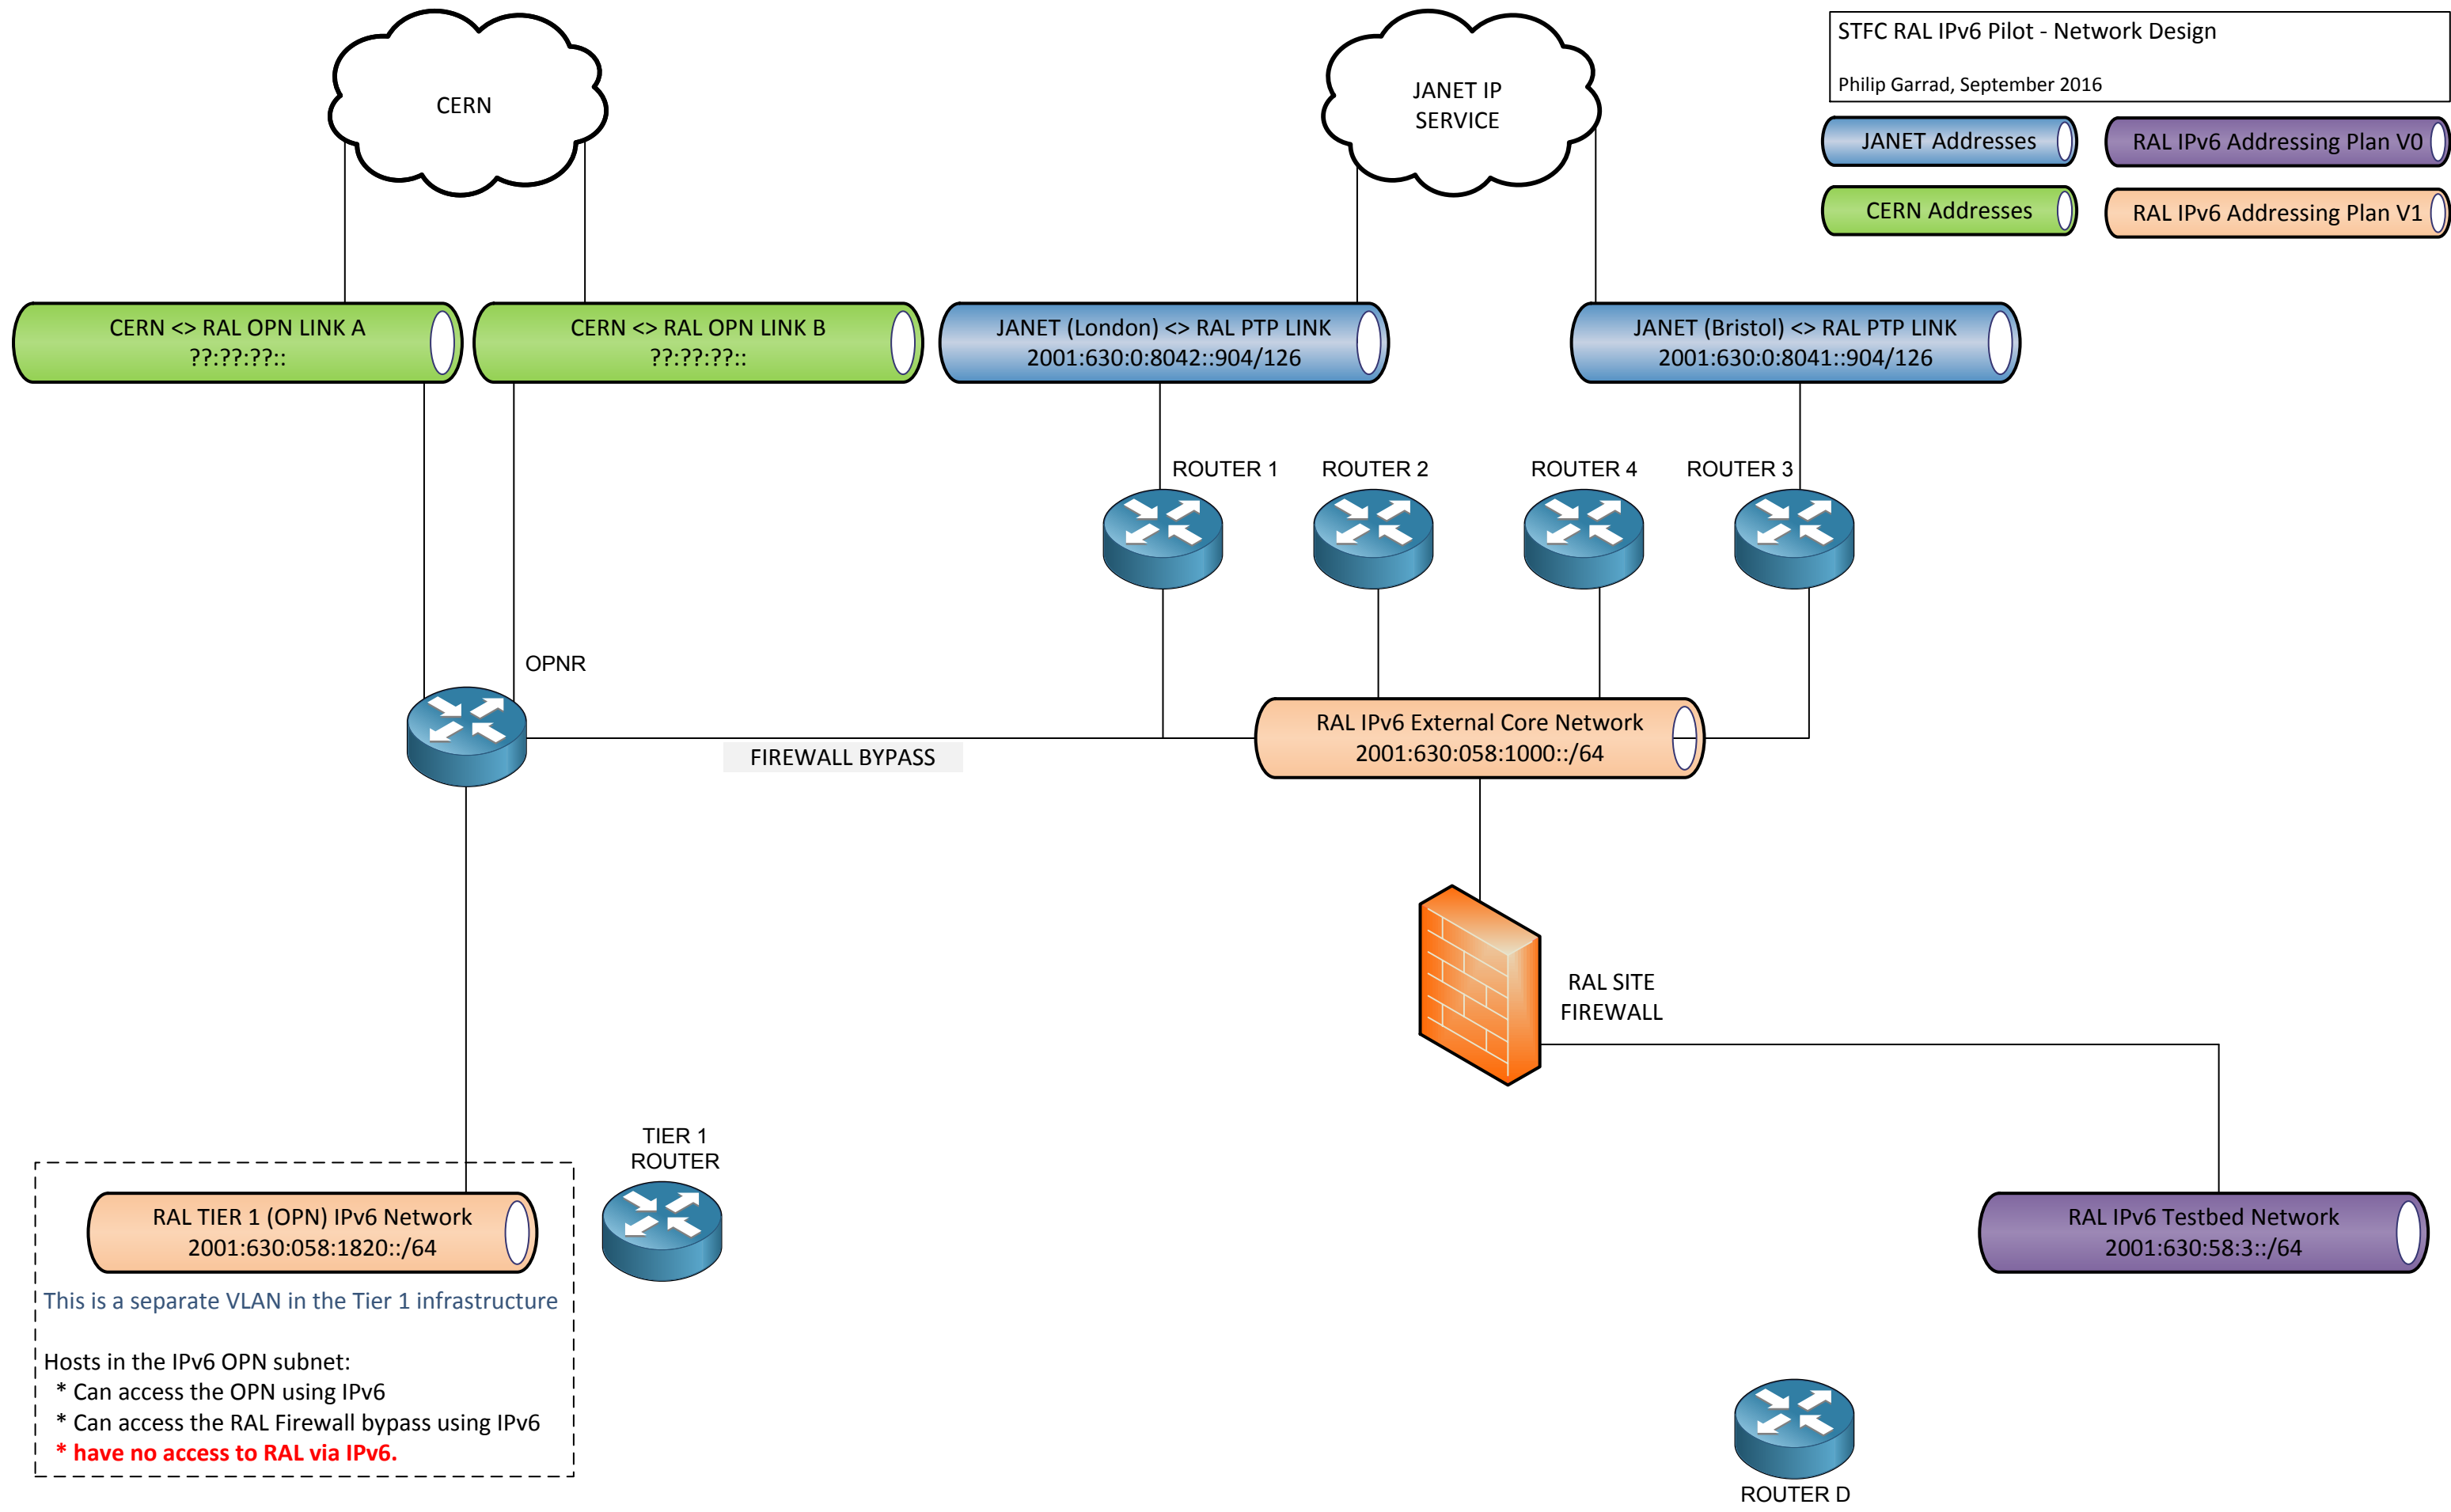 STFC RAL IPv6 Pilot - Network Design
Philip Garrad, September 2016
JANET Addresses
RAL IPv6 Addressing Plan V0
CERN Addresses
RAL IPv6 Addressing Plan V1
CERN
JANET IP
SERVICE
CERN <> RAL OPN LINK A
??:??:??::
CERN <> RAL OPN LINK B
??:??:??::
JANET (London) <> RAL PTP LINK
2001:630:0:8042::904/126
JANET (Bristol) <> RAL PTP LINK
2001:630:0:8041::904/126
ROUTER 1
ROUTER 2
ROUTER 4
ROUTER 3
OPNR
FIREWALL BYPASS
RAL IPv6 External Core Network
2001:630:058:1000::/64
RAL SITE
FIREWALL
TIER 1
ROUTER
RAL TIER 1 (OPN) IPv6 Network
2001:630:058:1820::/64
This is a separate VLAN in the Tier 1 infrastructure
Hosts in the IPv6 OPN subnet:
* Can access the OPN using IPv6
* Can access the RAL Firewall bypass using IPv6
* have no access to RAL via IPv6.
RAL IPv6 Testbed Network
2001:630:58:3::/64
ROUTER D